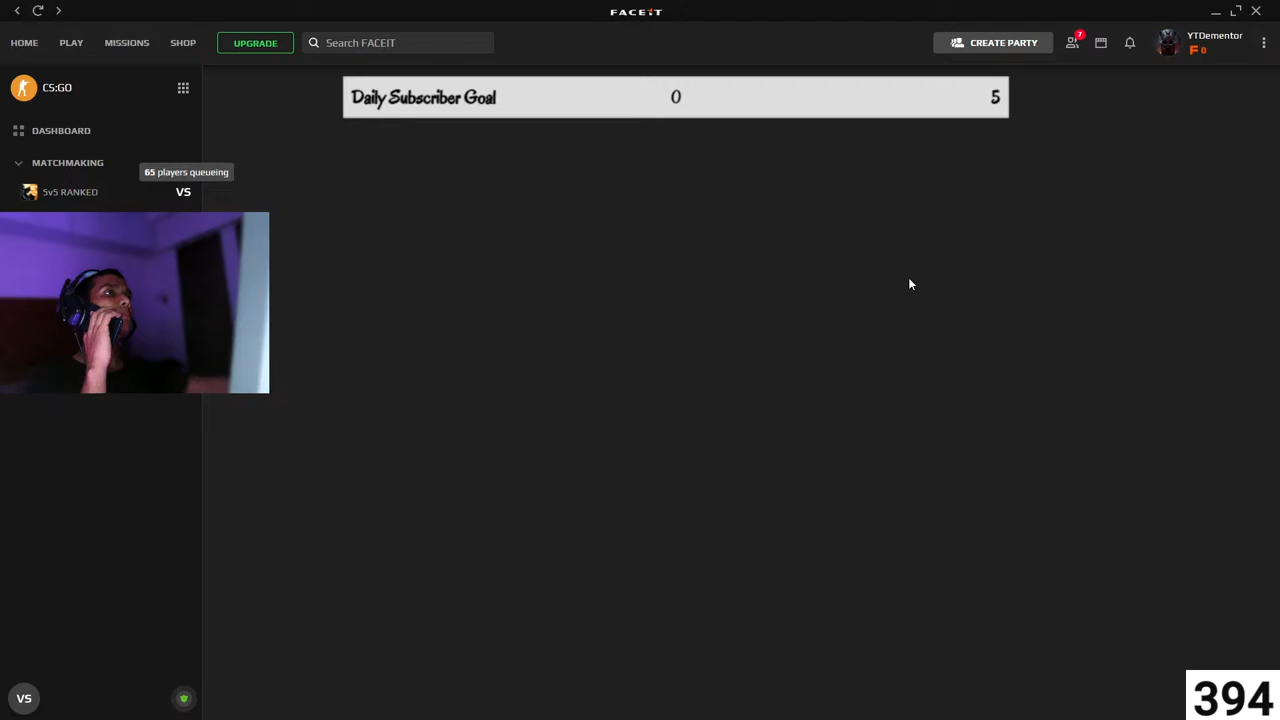 FACEIT
HOME PLAY MISSIONS SHOP UPGRADE Search FACEIT CREATE PARTY 7 YTDementor
0
CS:GO
Daily Subscriber Goal 0 5
DASHBOARD
MATCHMAKING
65 players queueing
5v5 RANKED VS
VS
394